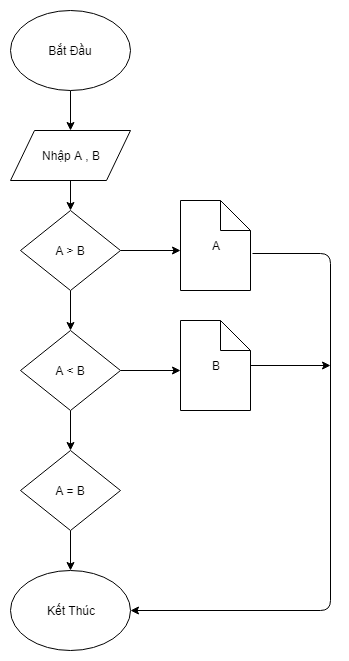 Bắt Đầu
Nhập A , B
A > B
A
A < B
B
A = B
Kết Thúc